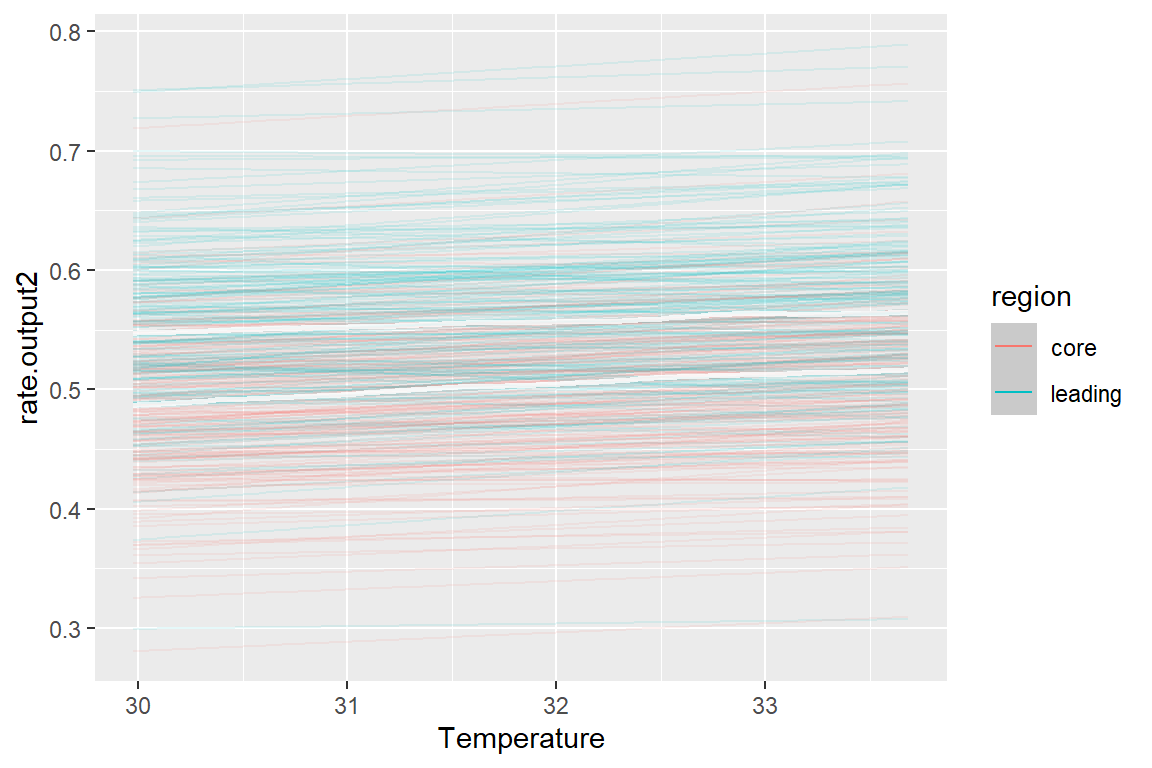 0.8
0.7
0.6
0.5
0.4
0.3
rate.output2
30 31 32 33
Temperature
region
core
leading